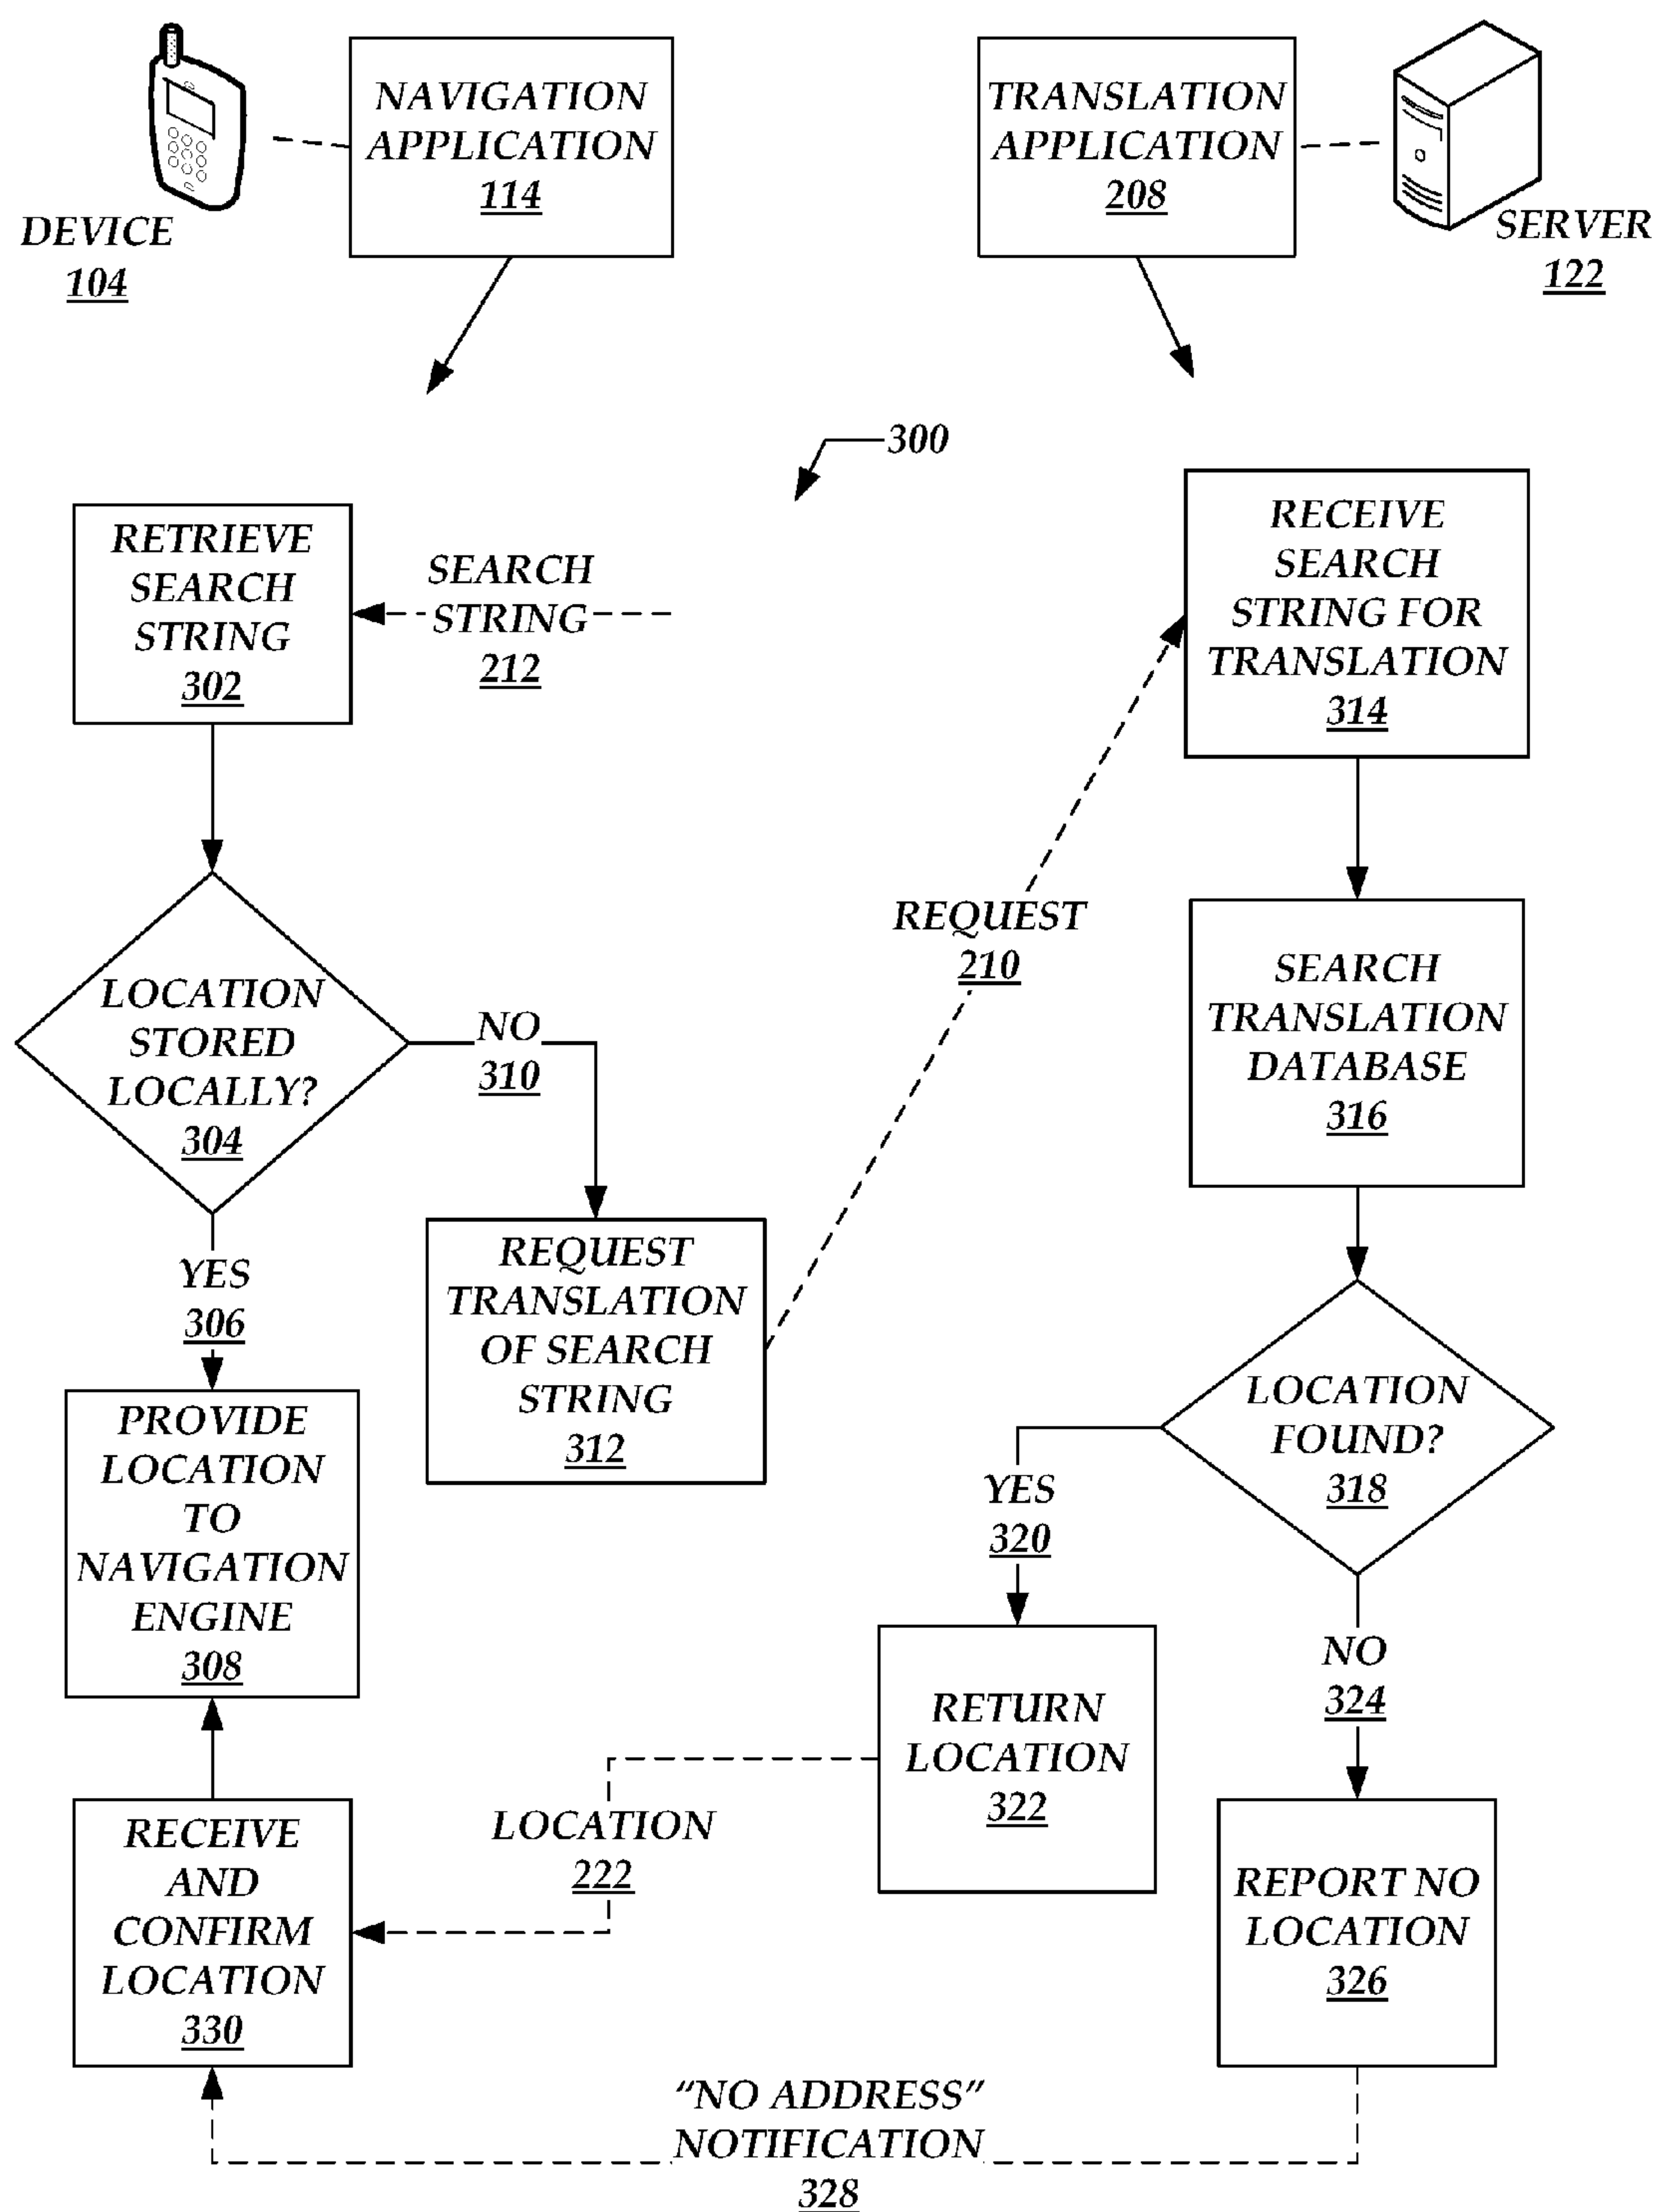 NAVIGATION
APPLICATION
114
DEVICE
104
TRANSLATION
APPLICATION
208
SERVER
122
300
RETRIEVE
SEARCH
STRING
302
SEARCH
STRING
212
LOCATION
STORED
LOCALLY?
304
NO
310
YES
306
REQUEST
TRANSLATION
OF SEARCH
STRING
312
PROVIDE
LOCATION
TO
NAVIGATION
ENGINE
308
REQUEST
210
RECEIVE
SEARCH
STRING FOR
TRANSLATION
314
SEARCH
TRANSLATION
DATABASE
316
LOCATION
FOUND?
318
YES
320
NO
324
RETURN
LOCATION
322
REPORT NO
LOCATION
326
LOCATION
222
RECEIVE
AND
CONFIRM
LOCATION
330
“NO ADDRESS”
NOTIFICATION
328